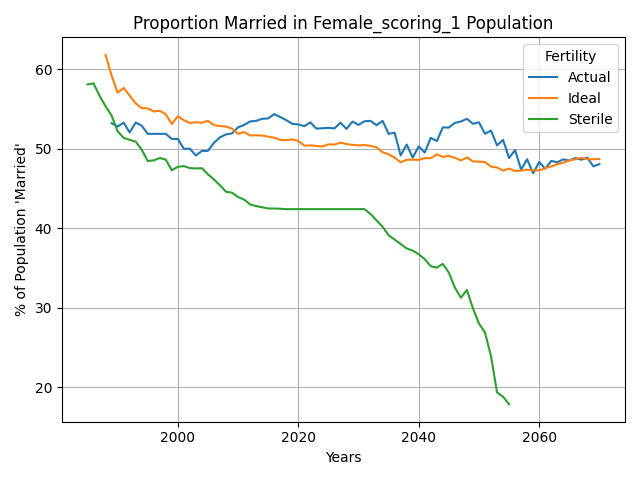 Proportion Married in Female_scoring_1 Population
% of Population 'Married'
60
50
40
30
20
Fertility
Actual
Ideal
Sterile
2000
2020
2040
2060
Years